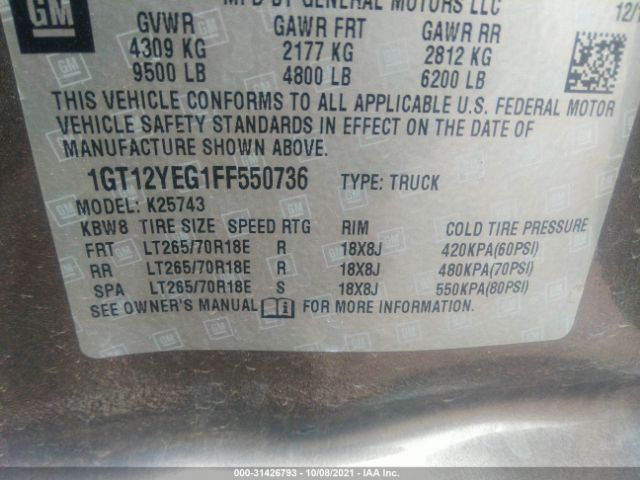 GM
MFD BY GENERAL MOTORS LLC
12/
GVWR GAWR FRT GAWR RR
4309 KG 2177 KG 2812 KG
9500 LB 4800 LB 6200 LB
THIS VEHICLE CONFORMS TO ALL APPLICABLE U.S. FEDERAL MOTOR
VEHICLE SAFETY STANDARDS IN EFFECT ON THE DATE OF
MANUFACTURE SHOWN ABOVE.
1GT12YEG1FF550736 TYPE: TRUCK
MODEL: K25743
KBW8 TIRE SIZE SPEED RTG RIM COLD TIRE PRESSURE
FRT LT265/70R18E R 18X8J 420KPA(60PSI)
RR LT265/70R18E R 18X8J 480KPA(70PSI)
SPA LT265/70R18E S 18X8J 550KPA(80PSI)
SEE OWNER'S MANUAL i FOR MORE INFORMATION.
000-31426793 - 10/08/2021 - IAA Inc.